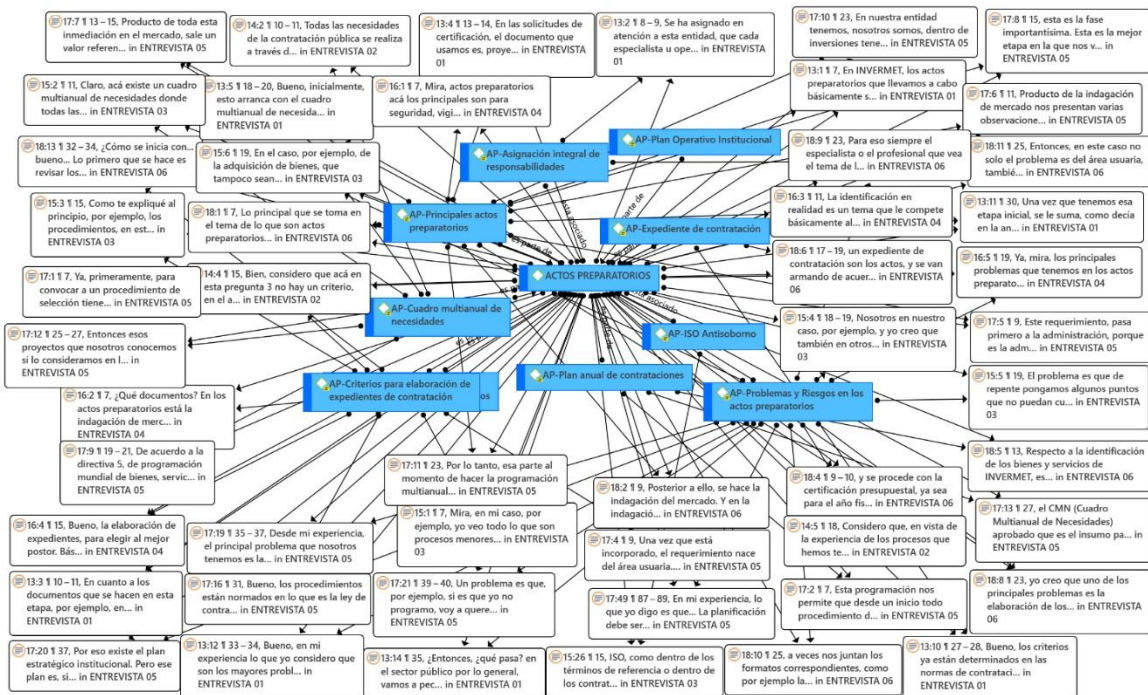 17:7 ¶ 13 – 15, Producto de toda esta
inmediación en el mercado, sale un
valor referen... in ENTREVISTA 05
14:2 ¶ 10 – 11, Todas las necesidades
de la contratación pública se realiza
a través d... in ENTREVISTA 02
13:4 ¶ 13 – 14, En las solicitudes de
certificación, el documento que
usamos es, proye... in ENTREVISTA
01
13:2 ¶ 8 – 9, Se ha asignado en
atención a esta entidad, que cada
especialista u ope... in ENTREVISTA
01
17:10 ¶ 23, En nuestra entidad
tenemos, nosotros somos, dentro de
inversiones tene... in
ENTREVISTA 05
17:8 ¶ 15, esta es la fase
importantísima. Esta es la mejor
etapa en la que nos v... in
ENTREVISTA 05
15:2 ¶ 11, Claro, acá existe un cuadro
multianual de necesidades donde
todas las... in ENTREVISTA 03
13:5 ¶ 18 – 20, Bueno, inicialmente,
esto arranca con el cuadro
multianual de necesida... in
ENTREVISTA 01
16:1 ¶ 7, Mira, actos preparatorios
acá los principales son para
seguridad, vigi... in ENTREVISTA 04
13:1 ¶ 7, En INVERMET, los actos
preparatorios que llevamos a cabo
básicamente s... in ENTREVISTA 01
17:6 ¶ 11, Producto de la indagación
de mercado nos presentan varias
observacione... in ENTREVISTA 05
18:13 ¶ 32 – 34, ¿Cómo se inicia con...
bueno... Lo primero que se hace es
revisar los... in ENTREVISTA 06
15:6 ¶ 19, En el caso, por ejemplo, de
la adquisición de bienes, que
tampoco sean... in ENTREVISTA 03
AP-Asignación integral de
responsabilidades
AP-Plan Operativo Institucional
18:9 ¶ 23, Para eso siempre el
especialista o el profesional que vea
el tema de l... in ENTREVISTA 06
18:11 ¶ 25, Entonces, en este caso no
solo el problema es del área usuaria,
tambié... in ENTREVISTA 06
15:3 ¶ 15, Como te expliqué al
principio, por ejemplo, los
procedimientos, en est... in
ENTREVISTA 03
18:1 ¶ 7, Lo principal que se toma en
el tema de lo que son actos
preparatorios... in ENTREVISTA 06
AP-Principales actos
preparatorios
AP-Expediente de contratación
16:3 ¶ 11, La identificación en
realidad es un tema que le compete
básicamente al... in ENTREVISTA 04
13:11 ¶ 30, Una vez que tenemos esa
etapa inicial, se le suma, como decía
en la an... in ENTREVISTA 01
17:1 ¶ 7, Ya, primeramente, para
convocar a un procedimiento de
selección tiene... in ENTREVISTA 05
14:4 ¶ 15, Bien, considero que acá en
esta pregunta 3 no hay un criterio,
en el a... in ENTREVISTA 02
ACTOS PREPARATORIOS
18:6 ¶ 17 – 19, un expediente de
contratación son los actos, y se van
armando de acuer... in ENTREVISTA
06
16:5 ¶ 19, Ya, mira, los principales
problemas que tenemos en los actos
preparato... in ENTREVISTA 04
17:12 ¶ 25 – 27, Entonces esos
proyectos que nosotros conocemos
sí lo consideramos en l... in
ENTREVISTA 05
AP-Cuadro multianual de
necesidades
AP-ISO Antisoborno
15:4 ¶ 18 – 19, Nosotros en nuestro
caso, por ejemplo, y yo creo que
también en otros... in ENTREVISTA
03
17:5 ¶ 9, Este requerimiento, pasa
primero a la administración, porque
es la adm... in ENTREVISTA 05
16:2 ¶ 7, ¿Qué documentos? En los
actos preparatorios está la
indagación de merc... in
ENTREVISTA 04
AP-Criterios para elaboración de
expedientes de contratación
AP-Plan anual de contrataciones
AP-Problemas y Riesgos en los
actos preparatorios
15:5 ¶ 19, El problema es que de
repente pongamos algunos puntos
que no puedan cu... in ENTREVISTA
03
17:9 ¶ 19 – 21, De acuerdo a la
directiva 5, de programación
mundial de bienes, servic... in
ENTREVISTA 05
17:11 ¶ 23, Por lo tanto, esa parte al
momento de hacer la programación
multianual... in ENTREVISTA 05
18:2 ¶ 9, Posterior a ello, se hace la
indagación del mercado. Y en la
indagació... in ENTREVISTA 06
18:4 ¶ 9 – 10, y se procede con la
certificación presupuestal, ya sea
para el año fis... in ENTREVISTA 06
18:5 ¶ 13, Respecto a la identificación
de los bienes y servicios de
INVERMET, es... in ENTREVISTA 06
16:4 ¶ 15, Bueno, la elaboración de
expedientes, para elegir al mejor
postor. Bás... in ENTREVISTA 04
17:19 ¶ 35 – 37, Desde mi experiencia,
el principal problema que nosotros
tenemos es la... in ENTREVISTA 05
15:1 ¶ 7, Mira, en mi caso, por
ejemplo, yo veo todo lo que son
procesos menores... in ENTREVISTA
03
17:4 ¶ 9, Una vez que está
incorporado, el requerimiento nace
del área usuaria.... in ENTREVISTA 05
14:5 ¶ 18, Considero que, en vista de
la experiencia de los procesos que
hemos te... in ENTREVISTA 02
17:13 ¶ 27, el CMN (Cuadro
Multianual de Necesidades)
aprobado que es el insumo pa... in
ENTREVISTA 05
13:3 ¶ 10 – 11, En cuanto a los
documentos que se hacen en esta
etapa, por ejemplo, en... in
ENTREVISTA 01
17:16 ¶ 31, Bueno, los procedimientos
están normados en lo que es la ley de
contra... in ENTREVISTA 05
17:21 ¶ 39 – 40, Un problema es que,
por ejemplo, si es que yo no
programo, voy a quere... in
ENTREVISTA 05
17:49 ¶ 87 – 89, En mi experiencia, lo
que yo digo es que... La planificación
debe ser... in ENTREVISTA 05
17:2 ¶ 7, Esta programación nos
permite que desde un inicio todo
procedimiento d... in ENTREVISTA 05
18:8 ¶ 23, yo creo que uno de los
principales problemas es la
elaboración de los... in ENTREVISTA
06
17:20 ¶ 37, Por eso existe el plan
estratégico institucional. Pero ese
plan es, si... in ENTREVISTA 05
13:12 ¶ 33 – 34, Bueno, en mi
experiencia lo que yo considero que
son los mayores probl... in
ENTREVISTA 01
13:14 ¶ 35, ¿Entonces, ¿qué pasa? en
el sector público por lo general,
vamos a pec... in ENTREVISTA 01
15:26 ¶ 15, ISO, como dentro de los
términos de referencia o dentro de
los contrat... in ENTREVISTA 03
18:10 ¶ 25, a veces nos juntan los
formatos correspondientes, como
por ejemplo la... in ENTREVISTA 06
13:10 ¶ 27 – 28, Bueno, los criterios
ya están determinados en las
normas de contrataci... in
ENTREVISTA 01